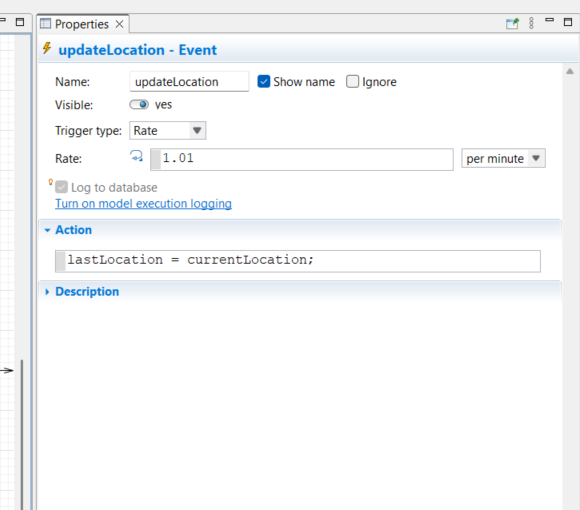 Properties
updateLocation - Event
Name: updateLocation Show name Ignore
Visible: yes
Trigger type: Rate
Rate: 1.01 per minute
Log to database
Turn on model execution logging
Action
lastLocation = currentLocation;
Description